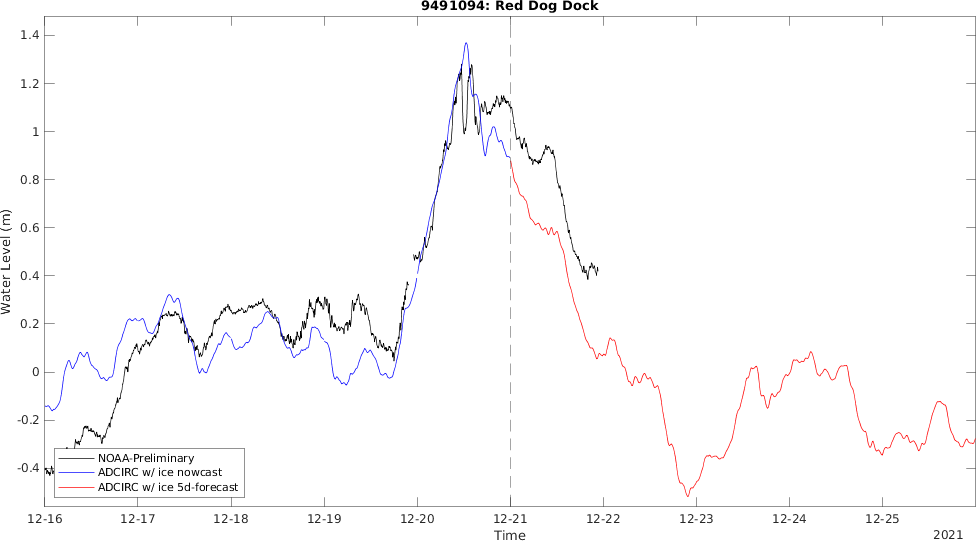 9491094: Red Dog Dock
1.4
1.2
1
0.8
0.6
0.4
0.2
0
-0.2
-0.4
Water Level (m)
NOAA-Preliminary
ADCIRC w/ ice nowcast
ADCIRC w/ ice 5d-forecast
12-16 12-17 12-18 12-19 12-20 12-21 12-22 12-23 12-24 12-25
Time
2021